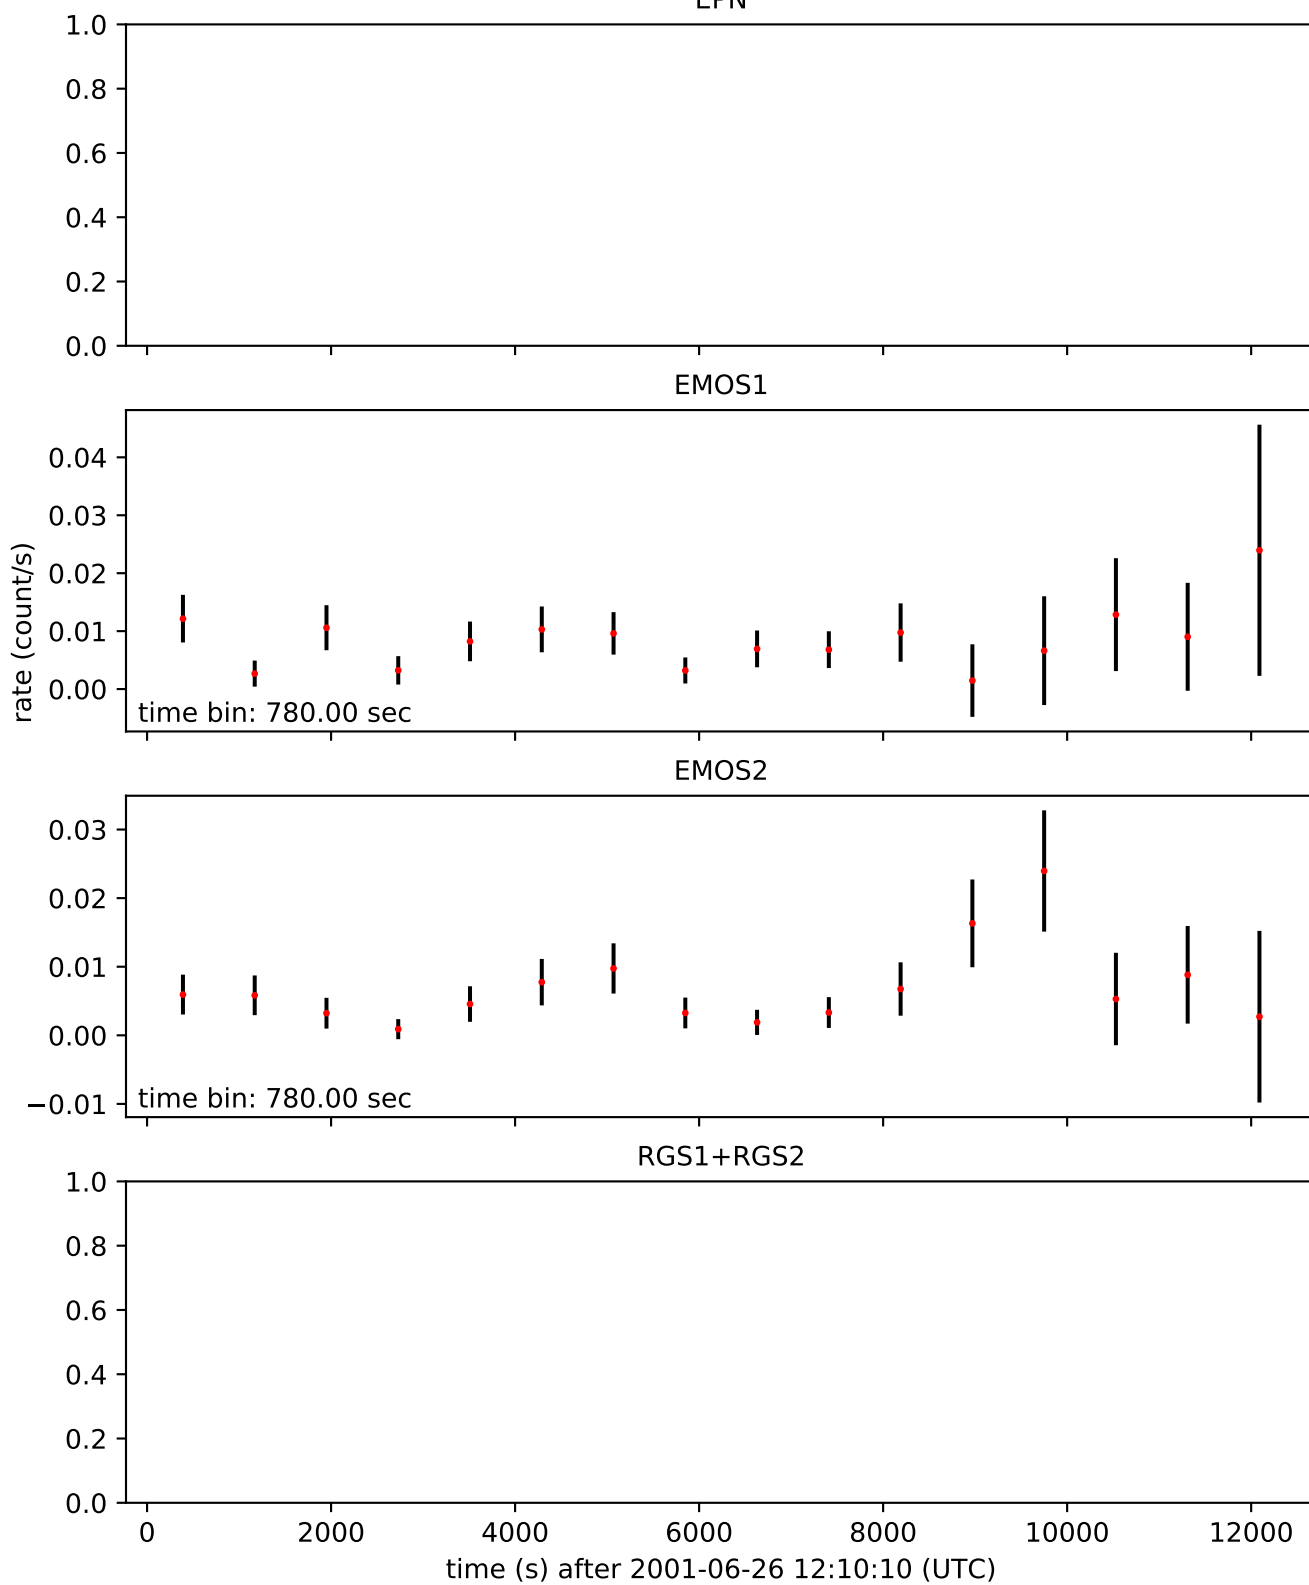 EPN
1.0
0.8
0.6
0.4
0.2
0.0
EMOS1
0.04
0.03
0.02
0.01
0.00
rate (count/s)
time bin: 780.00 sec
EMOS2
0.03
0.02
0.01
0.00
−0.01
time bin: 780.00 sec
RGS1+RGS2
1.0
0.8
0.6
0.4
0.2
0.0
0 2000 4000 6000 8000 10000 12000
time (s) after 2001-06-26 12:10:10 (UTC)